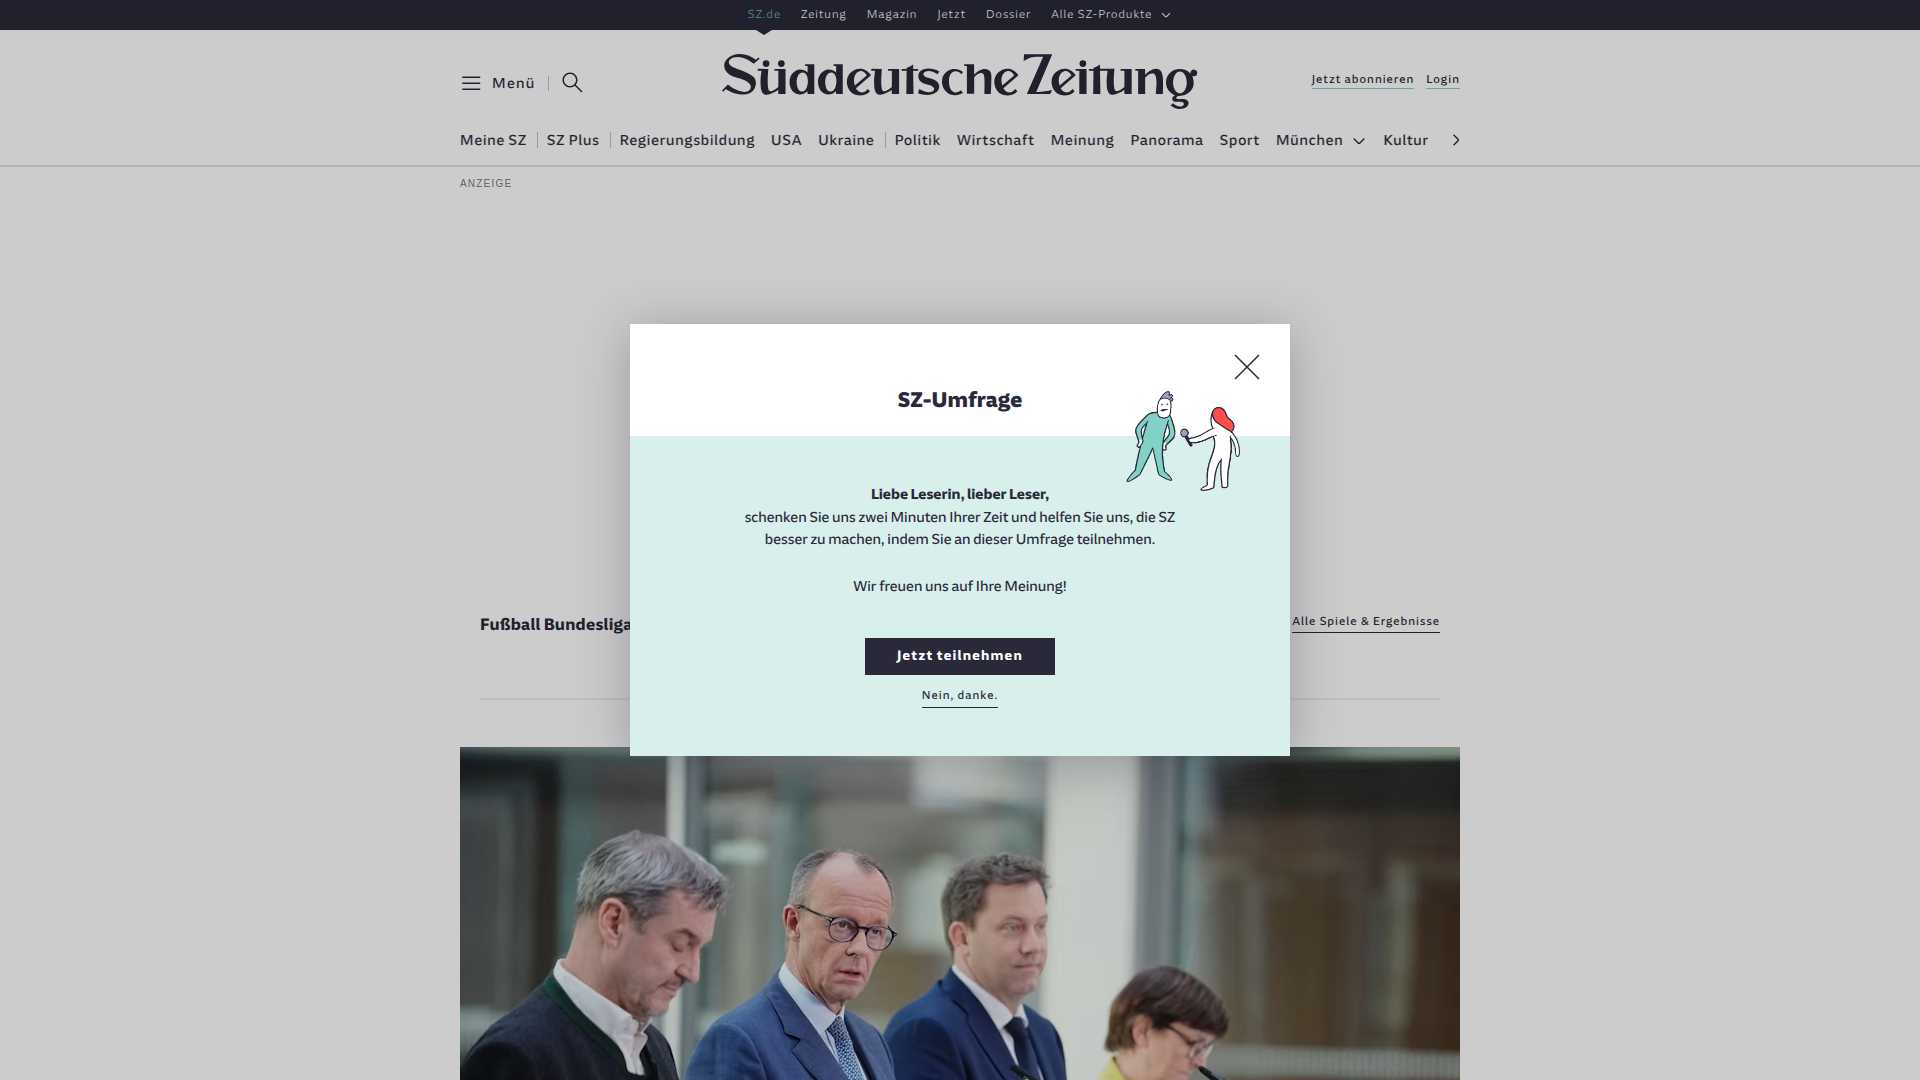 SZ.de Zeitung Magazin Jetzt Dossier Alle SZ-Produkte
Menü
Süddeutsche Zeitung
Jetzt abonnieren Login
Meine SZ SZ Plus Regierungsbildung USA Ukraine Politik Wirtschaft Meinung Panorama Sport München Kultur
ANZEIGE
SZ-Umfrage
Liebe Leserin, lieber Leser,
schenken Sie uns zwei Minuten Ihrer Zeit und helfen Sie uns, die SZ
besser zu machen, indem Sie an dieser Umfrage teilnehmen.
Wir freuen uns auf Ihre Meinung!
Fußball Bundesliga
Alle Spiele & Ergebnisse
Jetzt teilnehmen
Nein, danke.